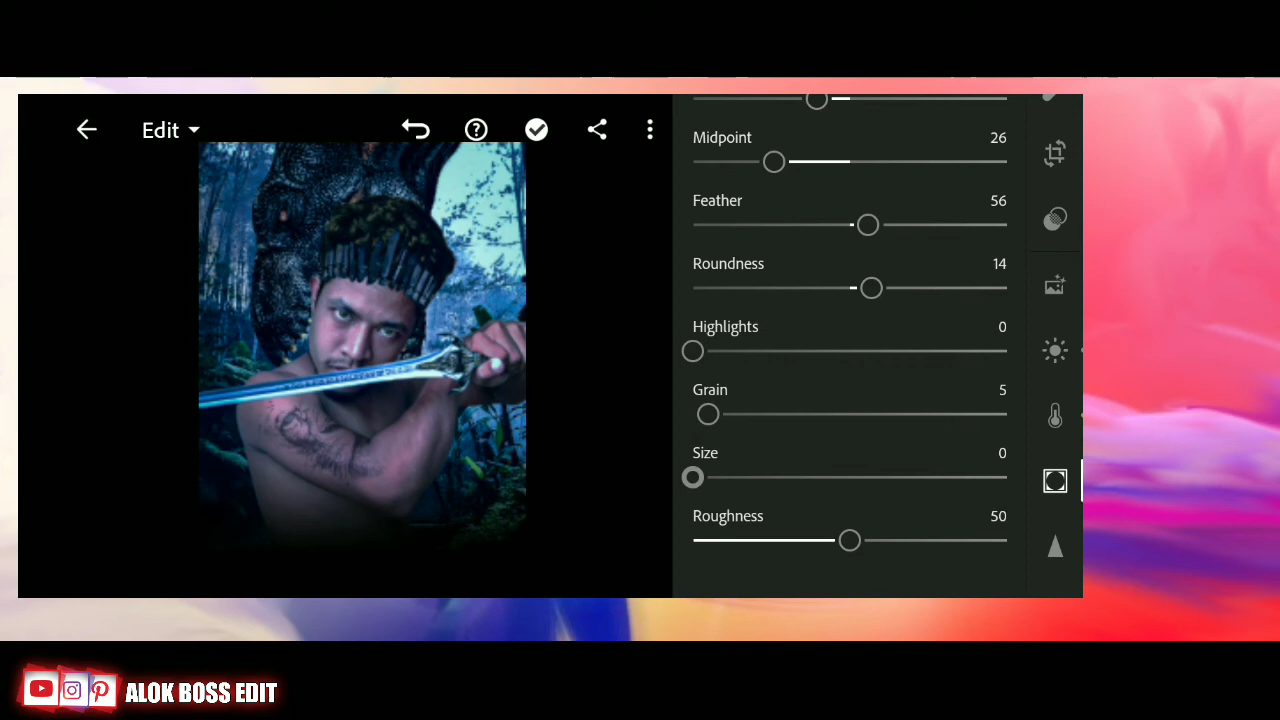 Edit
Midpoint 26
Feather 56
Roundness 14
Highlights 0
Grain 5
Size 0
Roughness 50
ALOK BOSS EDIT